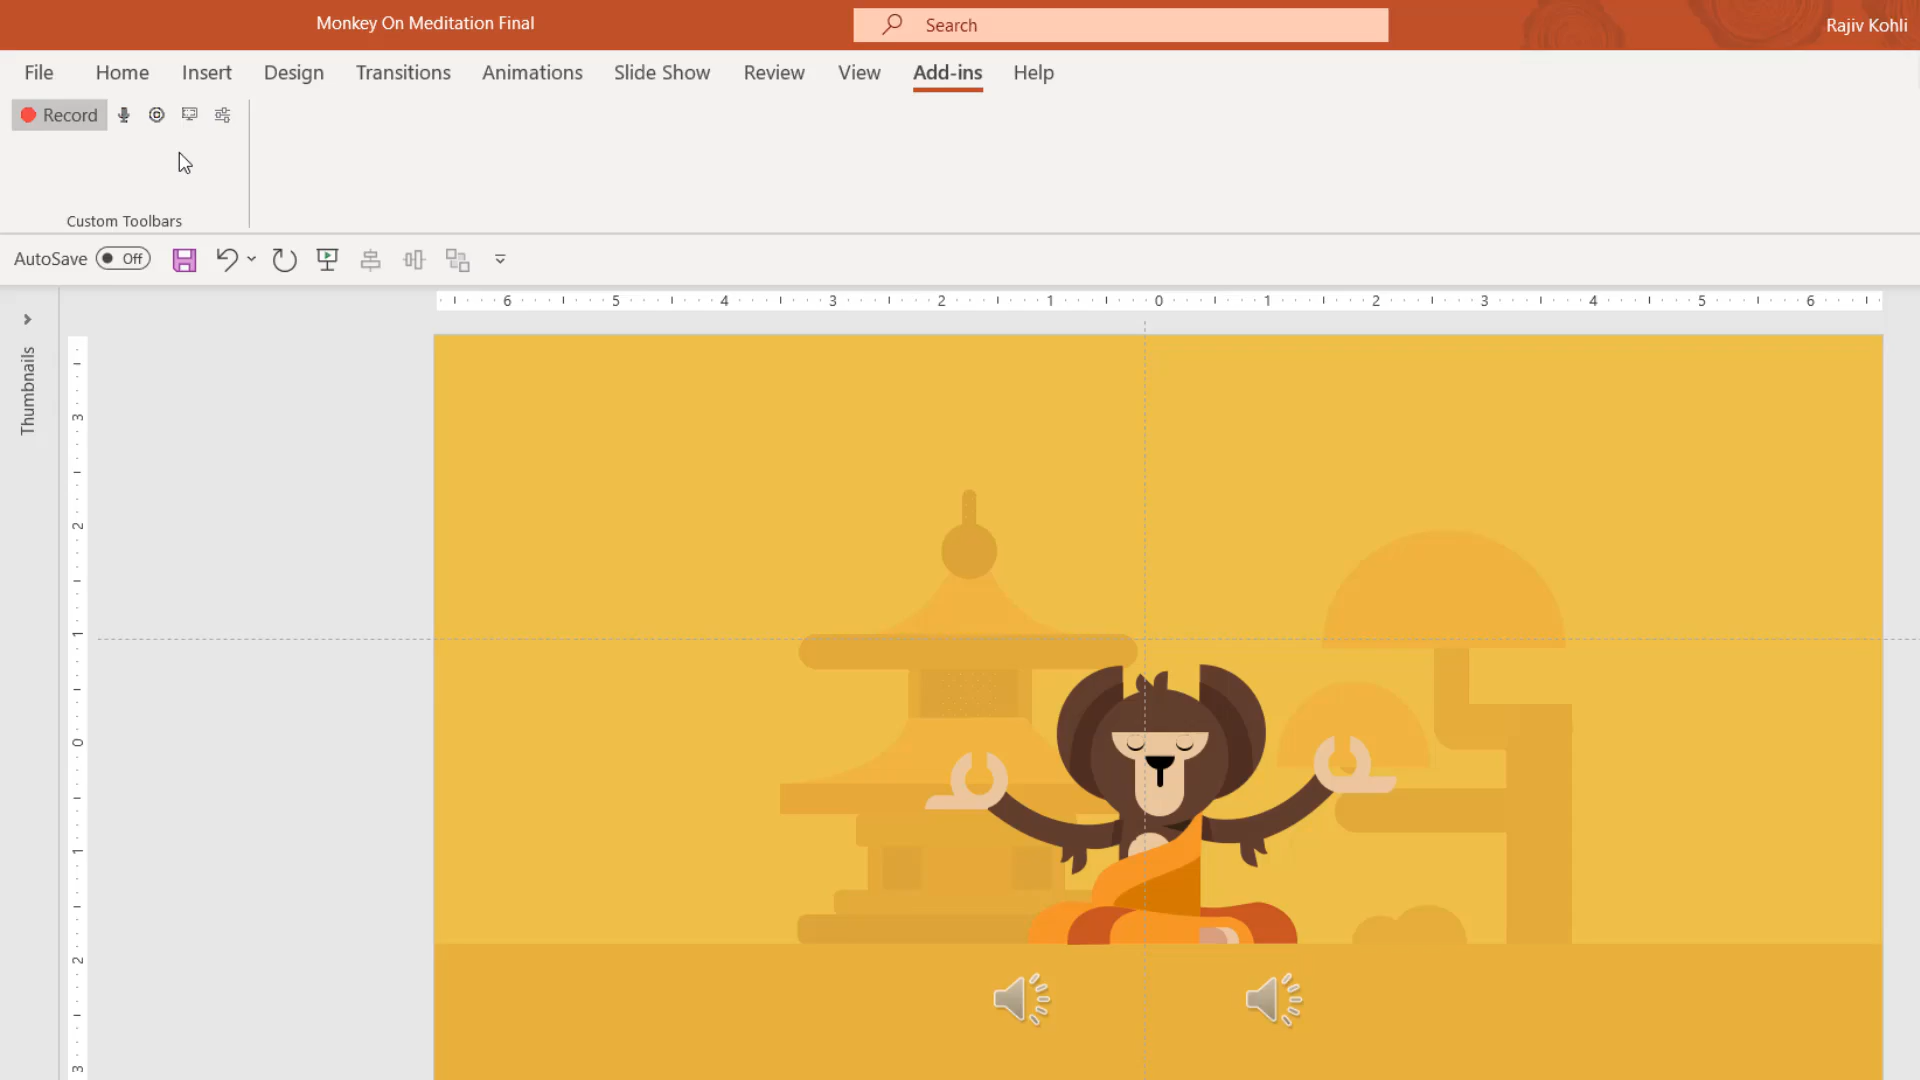 Monkey On Meditation Final
Search
Rajiv Kohli
File Home Insert Design Transitions Animations Slide Show Review View Add-ins Help
Record
Custom Toolbars
AutoSave Off
6 5 4 3 2 1 0 1 2 3 4 5 6
Thumbnails
3
2
1
0
1
2
3